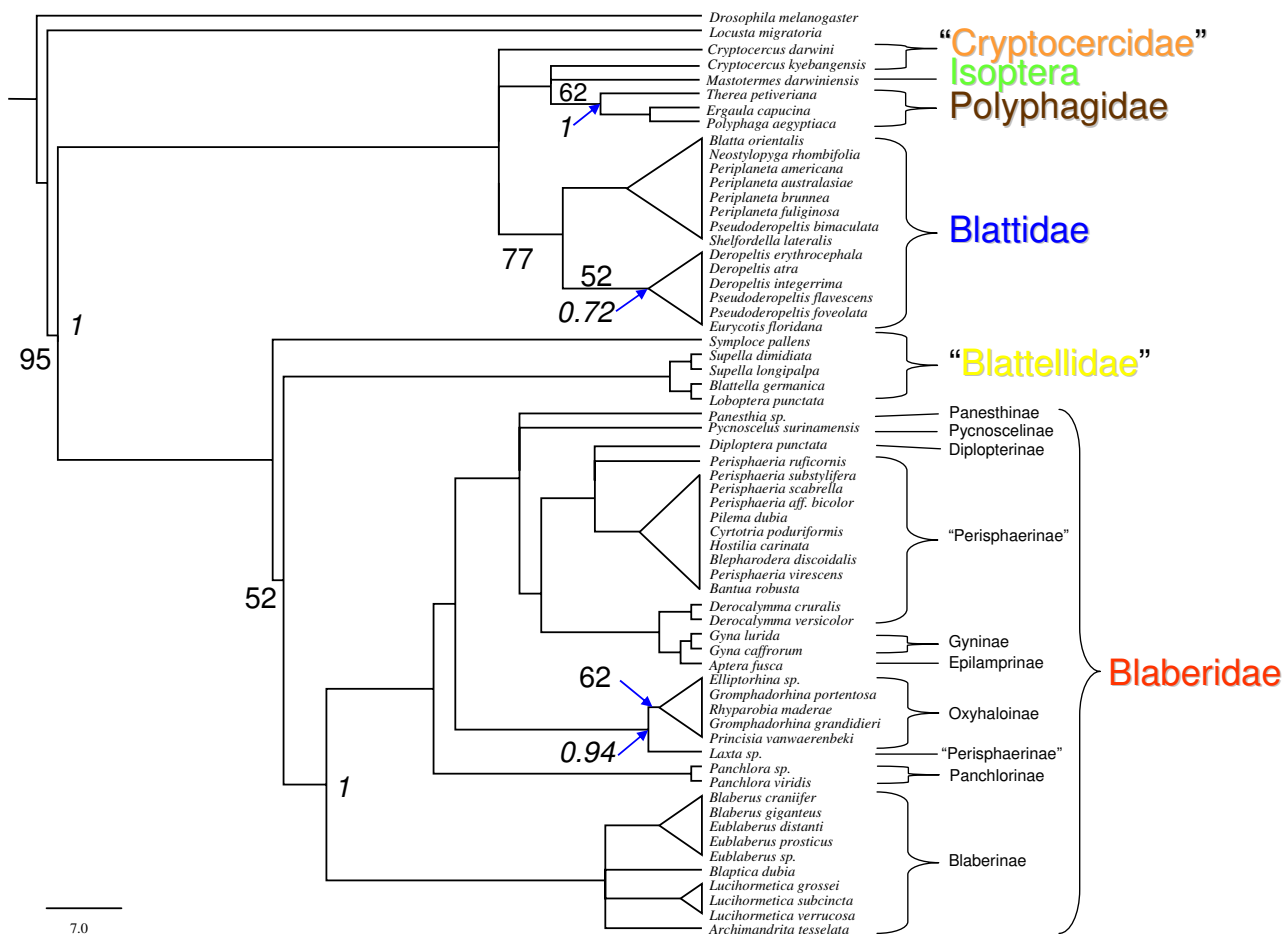 Drosophila melanogaster
Locusta migratoria
Cryptocercus darwini
Cryptocercus kyebangensis
“Cryptocercidae”
Mastotermes darwiniensis
Isoptera
62
1
Therea petiveriana
Ergaula capucina
Polyphaga aegyptiaca
Polyphagidae
Blatta orientalis
Neostylopyga rhombifolia
Periplaneta americana
Periplaneta australasiae
Periplaneta brunnea
Periplaneta fuliginosa
Pseudoderopeltis bimaculata
Shelfordella lateralis
Blattidae
77
52
0.72
Deropeltis erythrocephala
Deropeltis atra
Deropeltis integerrima
Pseudoderopeltis flavescens
Pseudoderopeltis foveolata
Eurycotis floridana
1
95
Symploce pallens
Supella dimidiata
Supella longipalpa
Blattella germanica
Loboptera punctata
“Blattellidae”
Panesthia sp.
Panesthinae
Pycnoscelus surinamensis
Pycnoscelinae
Diploptera punctata
Diplopterinae
Perisphaeria ruficornis
Perisphaeria substylifera
Perisphaeria scabrella
Perisphaeria aff. bicolor
Pilema dubia
Cyrtotria poduriformis
Hostilia carinata
Blepharodera discoidalis
Perisphaeria virescens
Bantua robusta
“Perisphaerinae”
52
Derocalymma cruralis
Derocalymma versicolor
Gyna lurida
Gyna caffrorum
Gyninae
Aptera fusca
Epilamprinae
Blaberidae
62
0.94
Elliptorhina sp.
Gromphadorhina portentosa
Rhyparobia maderae
Gromphadorhina grandidieri
Princisia vanwaerenbeki
Oxyhaloinae
Laxta sp.
“Perisphaerinae”
Panchlora sp.
Panchlora viridis
Panchlorinae
1
Blaberus craniifer
Blaberus giganteus
Eublaberus distanti
Eublaberus prosticus
Eublaberus sp.
Blaptica dubia
Lucihormetica grossei
Lucihormetica subcincta
Lucihormetica verrucosa
Archimandrita tesselata
Blaberinae
7.0